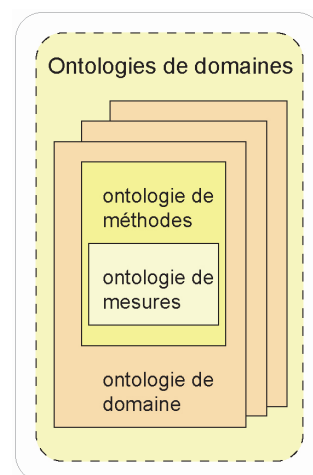 Ontologies de domaines
ontologie de
méthodes
ontologie de
mesures
ontologie de
domaine